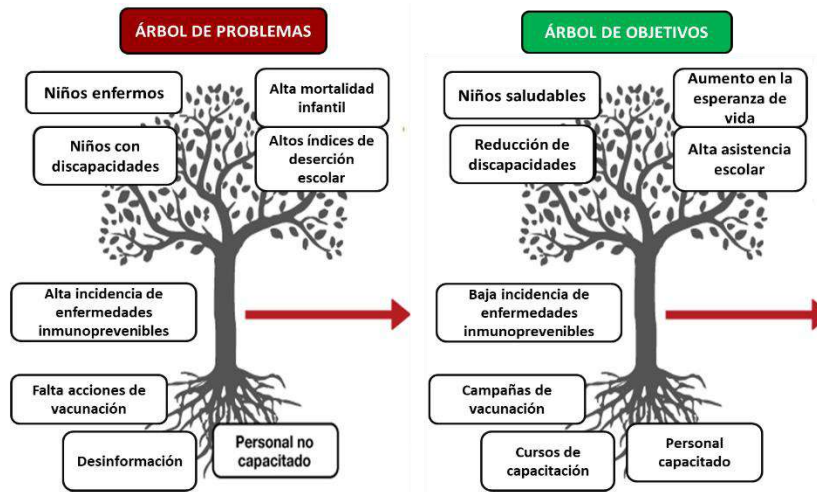 ÁRBOL DE PROBLEMAS
Niños enfermos
Alta mortalidad
infantil
Niños con
discapacidades
Altos índices de
deserción
escolar
Alta incidencia de
enfermedades
inmunoprevenibles
Falta acciones de
vacunación
Desinformación
Personal no
capacitado
ÁRBOL DE OBJETIVOS
Niños saludables
Aumento en la
esperanza de
vida
Reducción de
discapacidades
Alta asistencia
escolar
Baja incidencia de
enfermedades
inmunoprevenibles
Campañas de
vacunación
Cursos de
capacitación
Personal
capacitado